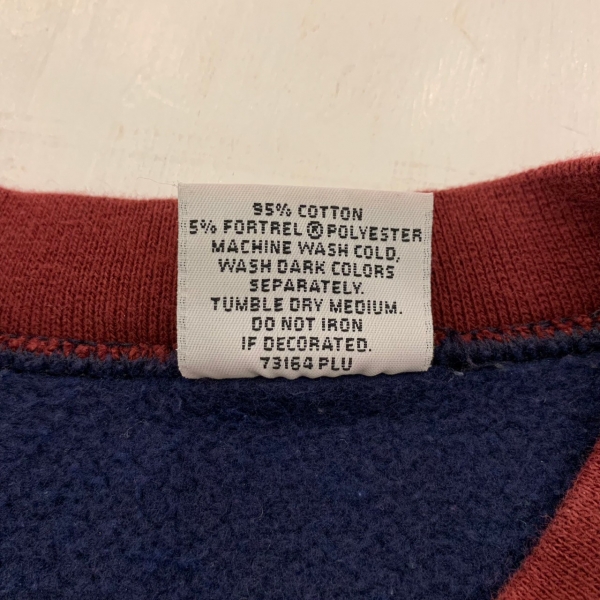 95% COTTON
5% FORTREL ® POLYESTER
MACHINE WASH COLD,
WASH DARK COLORS
SEPARATELY.
TUMBLE DRY MEDIUM.
DO NOT IRON
IF DECORATED.
73164 PLU